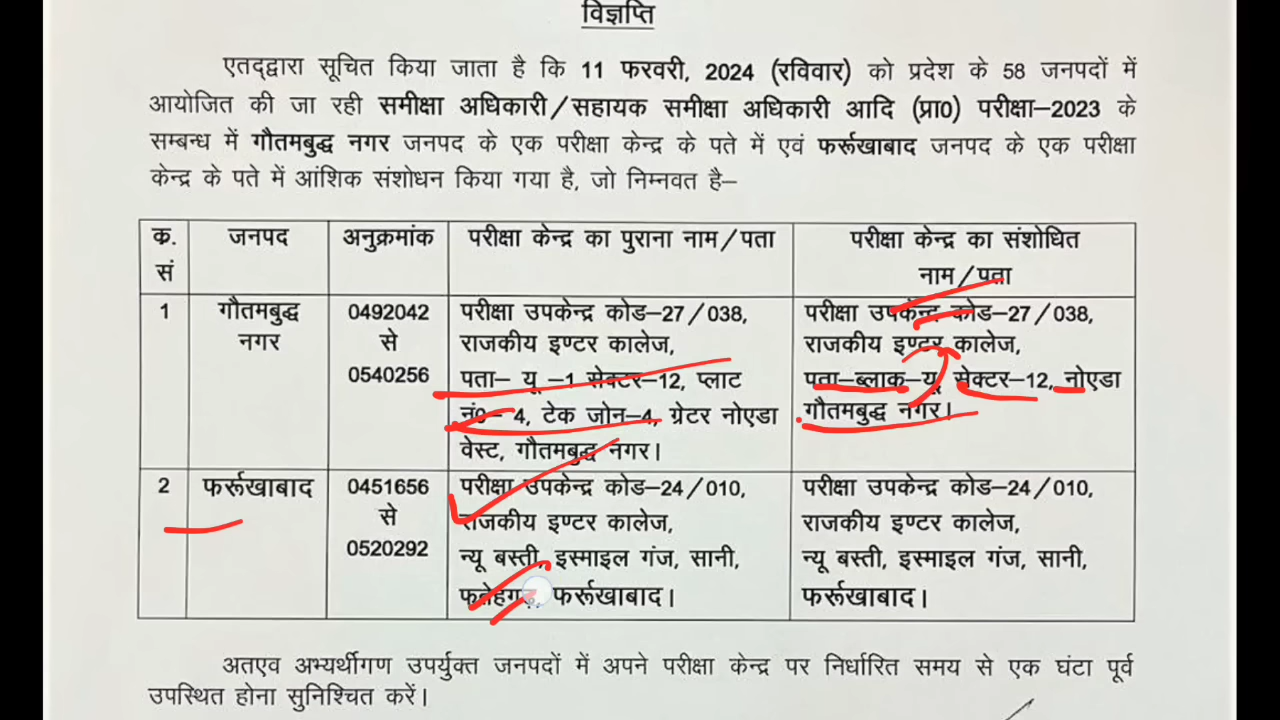 विज्ञप्ति
एतद्द्वारा सूचित किया जाता है कि 11 फरवरी, 2024 (रविवार) को प्रदेश के 58 जनपदों में
आयोजित की जा रही समीक्षा अधिकारी/सहायक समीक्षा अधिकारी आदि (प्रा0) परीक्षा–2023 के
सम्बन्ध में गौतमबुद्ध नगर जनपद के एक परीक्षा केन्द्र के पते में एवं फर्रूखाबाद जनपद के एक परीक्षा
केन्द्र के पते में आंशिक संशोधन किया गया है, जो निम्नवत है–
क. सं
जनपद
अनुक्रमांक
परीक्षा केन्द्र का पुराना नाम/पता
परीक्षा केन्द्र का संशोधित
नाम/पता
1
गौतमबुद्ध
नगर
0492042
से
0540256
परीक्षा उपकेन्द्र कोड–27/038,
राजकीय इण्टर कालेज,
पता– यू –1 सेक्टर–12, प्लाट
नं0– 4, टेक जोन–4, ग्रेटर नोएडा
वेस्ट, गौतमबुद्ध नगर।
परीक्षा उपकेन्द्र कोड–27/038,
राजकीय इण्टर कालेज,
पता–ब्लाक–यू सेक्टर–12, नोएडा
गौतमबुद्ध नगर।
2
फर्रूखाबाद
0451656
से
0520292
परीक्षा उपकेन्द्र कोड–24/010,
राजकीय इण्टर कालेज,
न्यू बस्ती, इस्माइल गंज, सानी,
फतेहगढ़, फर्रूखाबाद।
परीक्षा उपकेन्द्र कोड–24/010,
राजकीय इण्टर कालेज,
न्यू बस्ती, इस्माइल गंज, सानी,
फर्रूखाबाद।
अतएव अभ्यर्थीगण उपर्युक्त जनपदों में अपने परीक्षा केन्द्र पर निर्धारित समय से एक घंटा पूर्व
उपस्थित होना सुनिश्चित करें।